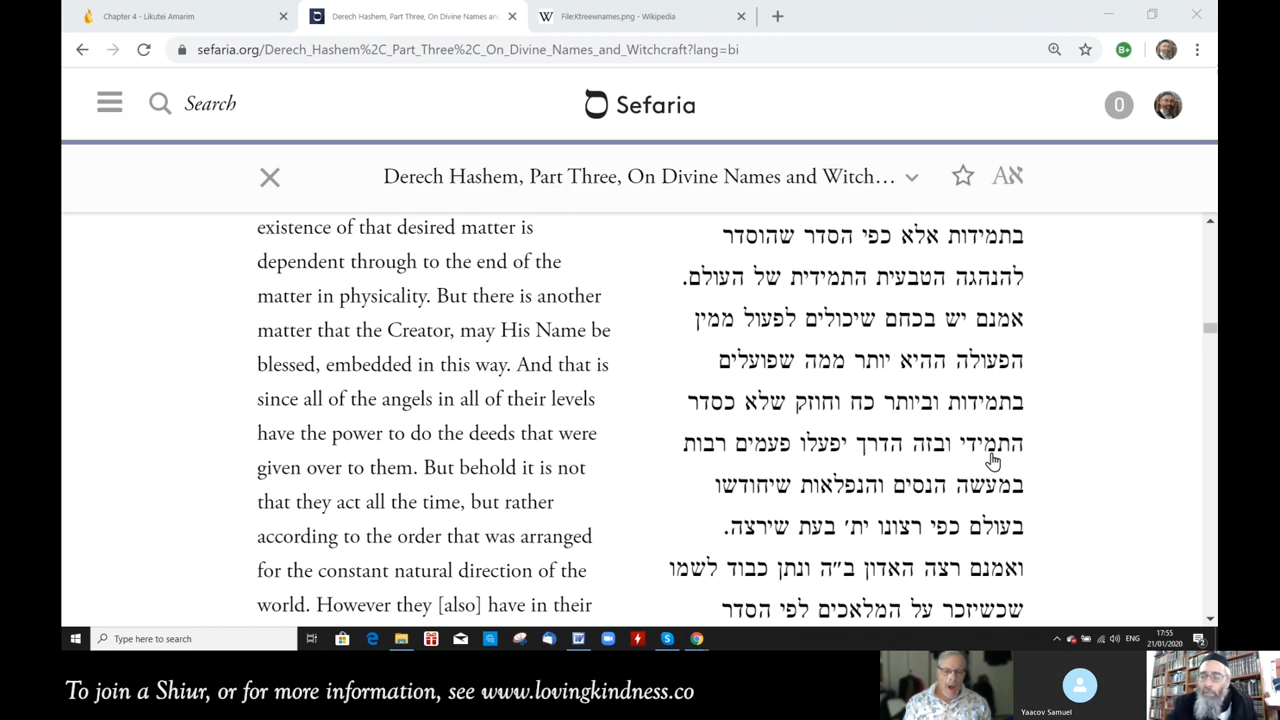 Chapter 4 - Likutei Amarim
Derech Hashem, Part Three, On Divine Names an
File:Ktreewnames.png - Wikipedia
sefaria.org/Derech_Hashem%2C_Part_Three%2C_On_Divine_Names_and_Witchcraft?lang=bi
B+
Search
Sefaria
0
Derech Hashem, Part Three, On Divine Names and Witch…
Aא
existence of that desired matter is
dependent through to the end of the
matter in physicality. But there is another
matter that the Creator, may His Name be
blessed, embedded in this way. And that is
since all of the angels in all of their levels
have the power to do the deeds that were
given over to them. But behold it is not
that they act all the time, but rather
according to the order that was arranged
for the constant natural direction of the
world. However they [also] have in their
בתמידות אלא כפי הסדר שהוסדר
להנהגה הטבעית התמידית של העולם.
אמנם יש בכחם שיכולים לפעול ממין
הפעולה ההיא יותר ממה שפועלים
בתמידות וביותר כח וחוזק שלא כסדר
התמידי ובזה הדרך יפעלו פעמים רבות
במעשה הנסים והנפלאות שיחודשו
בעולם כפי רצונו ית׳ בעת שירצה.
ואמנם רצה האדון ב״ה ונתן כבוד לשמו
שכשיזכר על המלאכים לפי הסדר
Type here to search
ENG
17:55
21/01/2020
2
To join a Shiur, or for more information, see www.lovingkindness.co
Yaacov Samuel